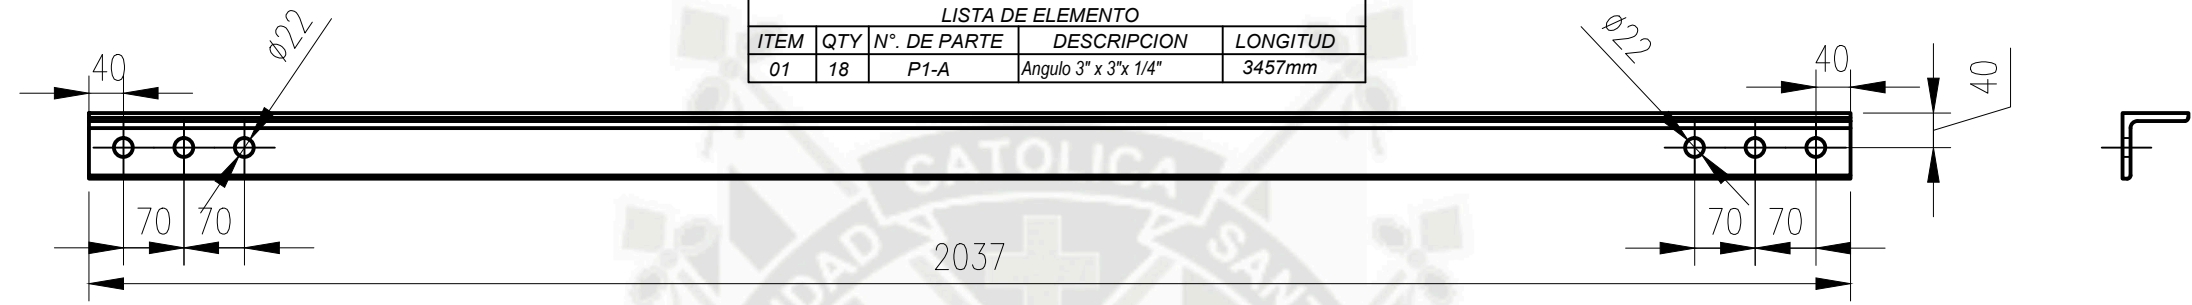 LISTA DE ELEMENTO
ITEM QTY N°. DE PARTE DESCRIPCION LONGITUD
01 18 P1-A Angulo 3" x 3"x 1/4" 3457mm
40 ø22 ø22 40 40
70 70 70 70
2037
CATOLICA
SANT